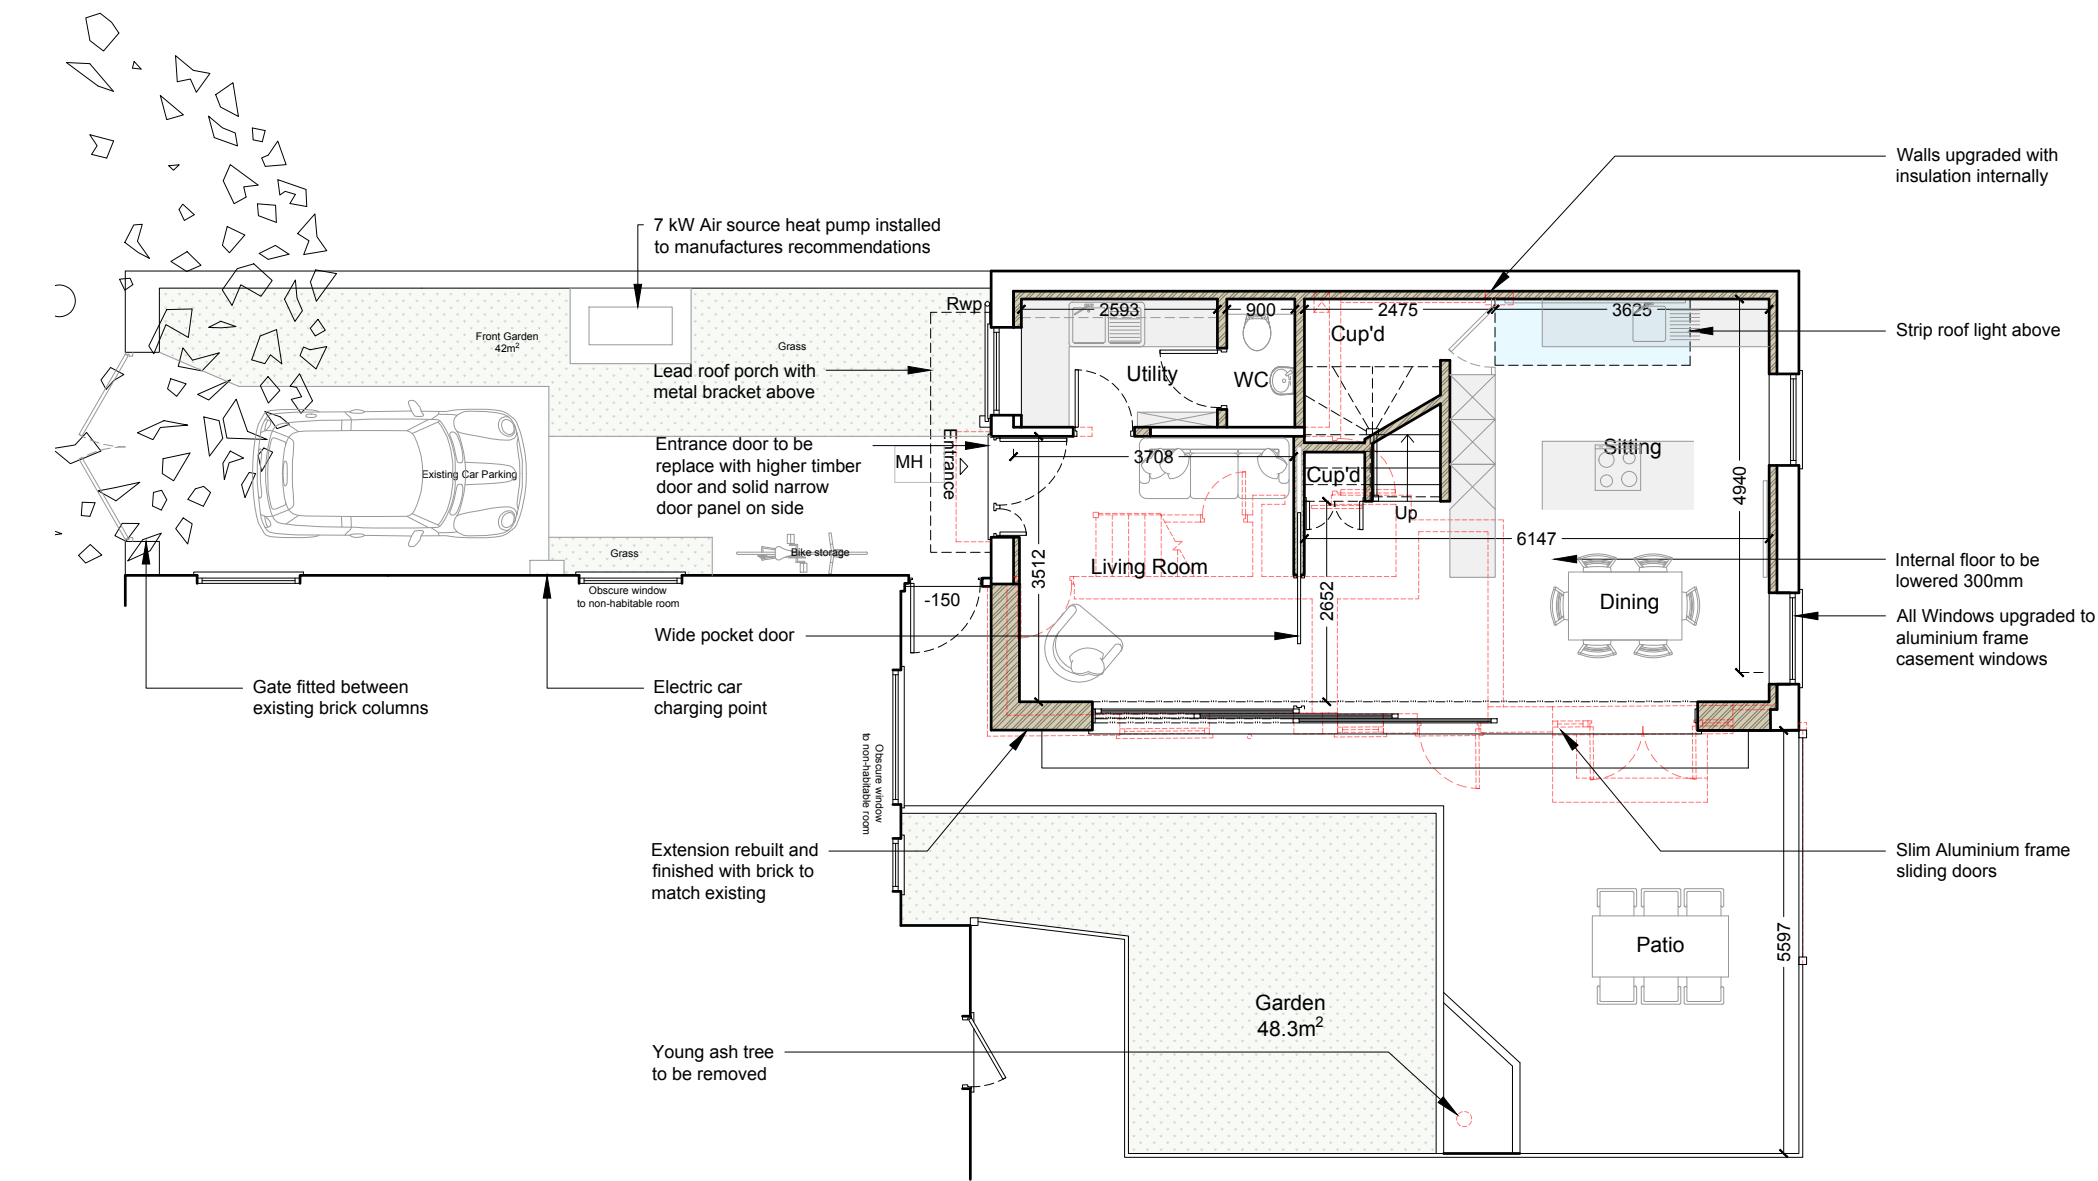 Walls upgraded with
insulation internally
7 kW Air source heat pump installed
to manufactures recommendations
Rwp
2593
900
2475
3625
Strip roof light above
Front Garden
42m²
Grass
Cup'd
Lead roof porch with
metal bracket above
Utility
WC
Entrance door to be
replace with higher timber
door and solid narrow
door panel on side
MH
Entrance
Existing Car Parking
3708
Cup'd
Sitting
4940
Up
6147
Grass
Bike storage
Living Room
3512
2652
Internal floor to be
lowered 300mm
Obscure window
to non-habitable room
-150
Dining
All Windows upgraded to
aluminium frame
casement windows
Wide pocket door
Gate fitted between
existing brick columns
Electric car
charging point
Obscure window
to non-habitable room
Extension rebuilt and
finished with brick to
match existing
Slim Aluminium frame
sliding doors
Patio
5597
Garden
48.3m²
Young ash tree
to be removed